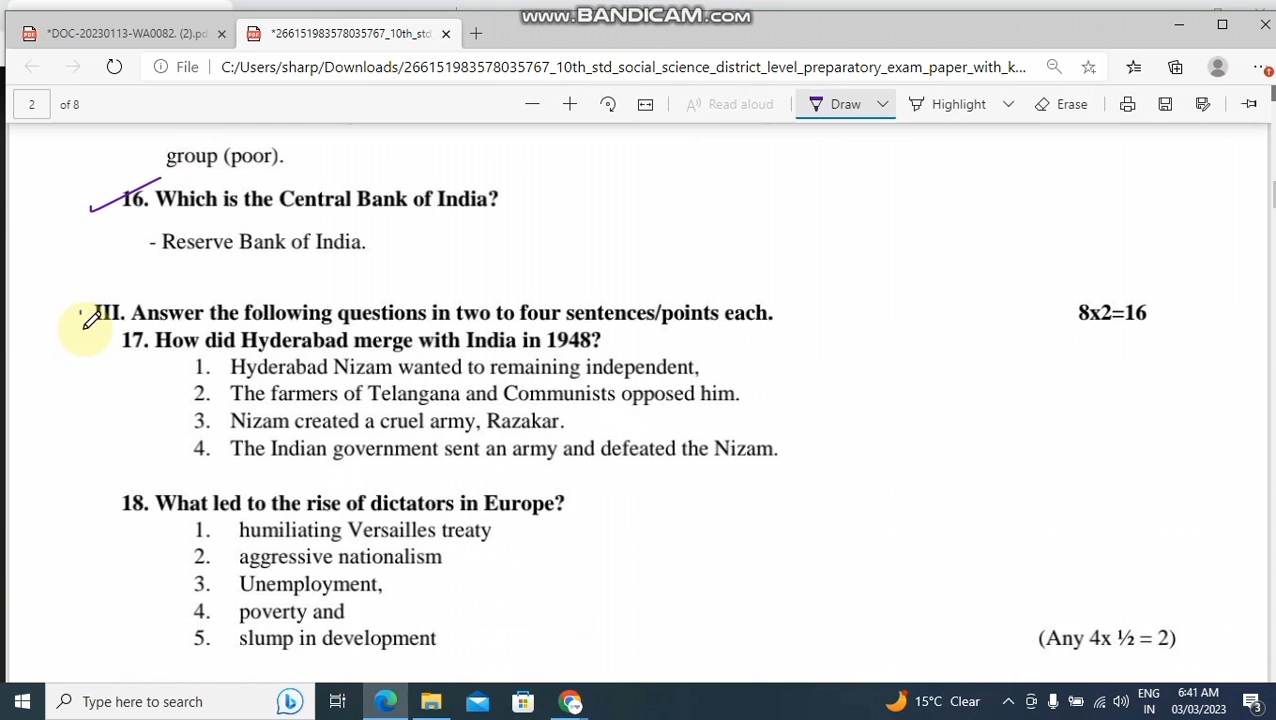 www.BANDICAM.com
*DOC-20230113-WA0082. (2).pd
*266151983578035767_10th_std
File
C:/Users/sharp/Downloads/266151983578035767_10th_std_social_science_district_level_preparatory_exam_paper_with_k...
2 of 8
Read aloud
Draw
Highlight
Erase
group (poor).
16. Which is the Central Bank of India?
- Reserve Bank of India.
III. Answer the following questions in two to four sentences/points each. 8x2=16
17. How did Hyderabad merge with India in 1948?
1. Hyderabad Nizam wanted to remaining independent,
2. The farmers of Telangana and Communists opposed him.
3. Nizam created a cruel army, Razakar.
4. The Indian government sent an army and defeated the Nizam.
18. What led to the rise of dictators in Europe?
1. humiliating Versailles treaty
2. aggressive nationalism
3. Unemployment,
4. poverty and
5. slump in development (Any 4x ½ = 2)
Type here to search
15°C Clear
ENG
IN
6:41 AM
03/03/2023
3